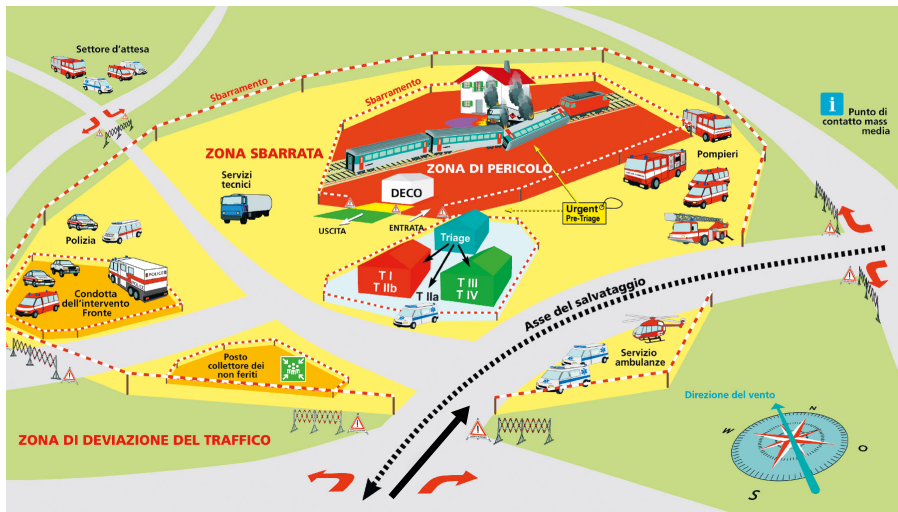 Settore d'attesa
Sbarramento
Sbarramento
i
Punto di
contatto mass
media
ZONA SBARRATA
ZONA DI PERICOLO
Pompieri
Servizi
tecnici
DECO
Urgent
Pre-Triage
USCITA
ENTRATA
Polizia
Triage
POLICE
T I
T IIb
T III
T IV
T IIa
Condotta
dell'intervento
Fronte
Asse del salvataggio
Posto
collettore dei
non feriti
Servizio
ambulanze
Direzione del vento
N
W
O
S
ZONA DI DEVIAZIONE DEL TRAFFICO